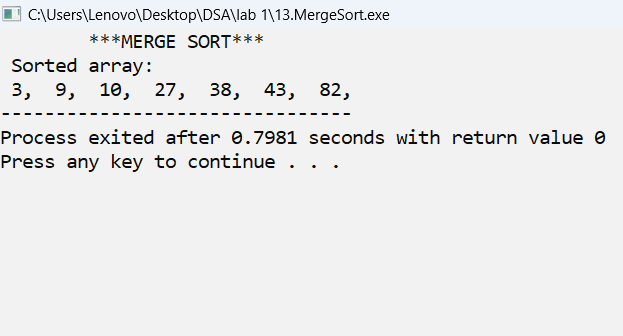 C:\Users\Lenovo\Desktop\DSA\lab 1\13.MergeSort.exe
***MERGE SORT***
Sorted array:
3, 9, 10, 27, 38, 43, 82,
--------------------------------
Process exited after 0.7981 seconds with return value 0
Press any key to continue . . .